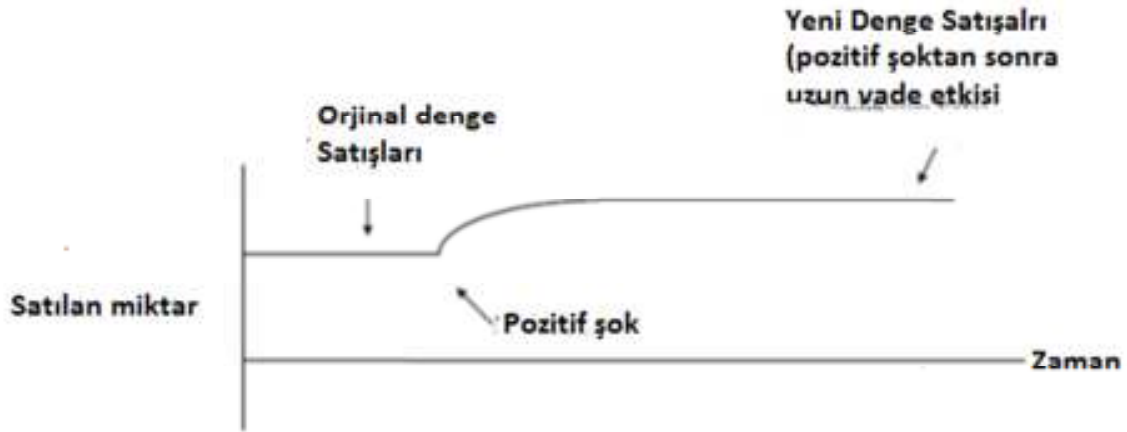 Yeni Denge Satışalrı
(pozitif şoktan sonra
uzun vade etkisi
Orjinal denge
Satışları
Satılan miktar
Pozitif şok
Zaman